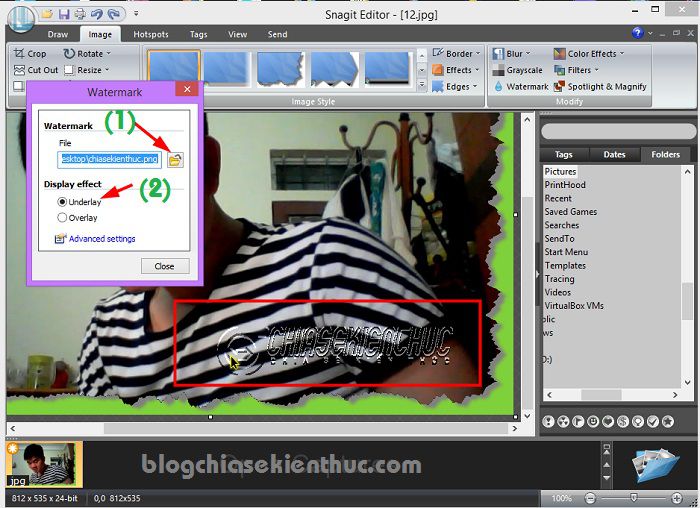 Snagit Editor - [12.jpg]
Draw Image Hotspots Tags View Send
Crop Rotate Border Blur Color Effects
Cut Out Resize Effects Grayscale Filters
Edges Watermark Spotlight & Magnify
Image Style Modify
Watermark
(1)
Watermark
File
esktop\chiasekienthuc.png
Display effect
(2)
Underlay
Overlay
Advanced settings
Close
Tags Dates Folders
Pictures
PrintHood
Recent
Saved Games
Searches
SendTo
Start Menu
Templates
Tracing
Videos
VirtualBox VMs
olic
ws
D:)
CHIASEKIENTHUC
jpg
blogchiasekienthuc.com
812 x 535 x 24-bit 0,0 812x535 100%